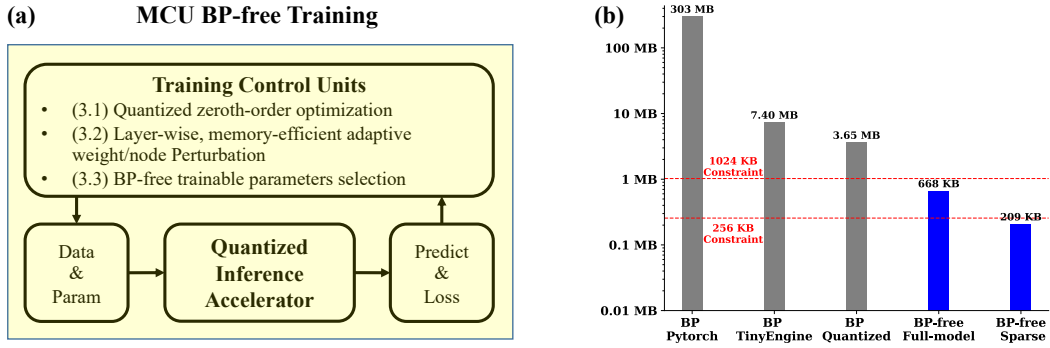 (a) MCU BP-free Training
Training Control Units
• (3.1) Quantized zeroth-order optimization
• (3.2) Layer-wise, memory-efficient adaptive
weight/node Perturbation
• (3.3) BP-free trainable parameters selection
Data
&
Param
Quantized
Inference
Accelerator
Predict
&
Loss
(b)
303 MB
100 MB
10 MB
7.40 MB
3.65 MB
1024 KB
Constraint
1 MB
668 KB
256 KB
Constraint
209 KB
0.1 MB
0.01 MB
BP
Pytorch
BP
TinyEngine
BP
Quantized
BP-free
Full-model
BP-free
Sparse